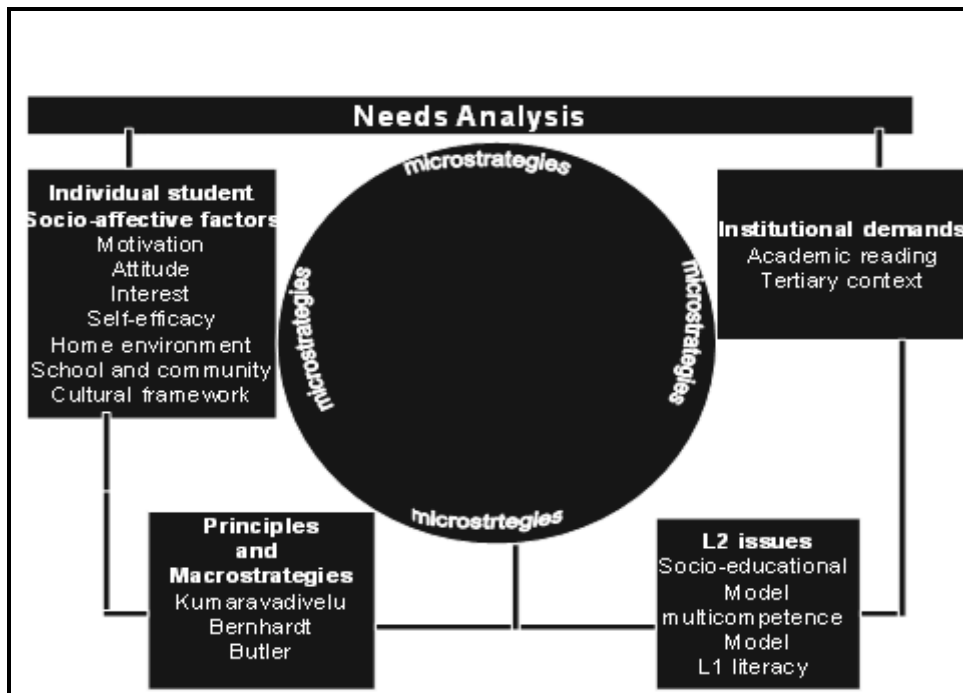 Needs Analysis
microstrategies
Individual student
Socio-affective factors
Motivation
Attitude
Interest
Self-efficacy
Home environment
School and community
Cultural framework
microstrategies
microstrategies
Institutional demands
Academic reading
Tertiary context
microstrtegies
Principles
and
Macrostrategies
Kumaravadivelu
Bernhardt
Butler
L2 issues
Socio-educational
Model
multicompetence
Model
L1 literacy